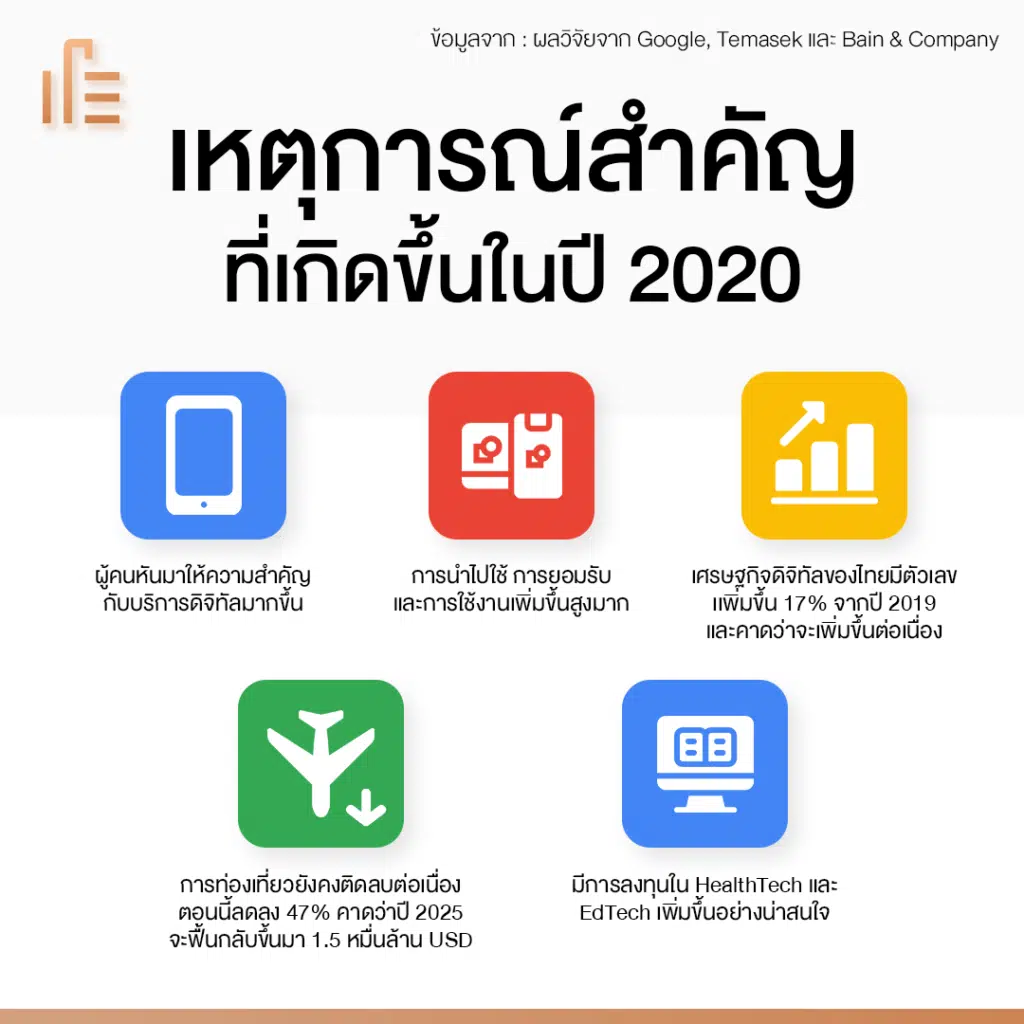 ข้อมูลจาก : ผลวิจัยจาก Google, Temasek และ Bain & Company
เหตุการณ์สำคัญ
ที่เกิดขึ้นในปี 2020
ผู้คนหันมาให้ความสำคัญ
กับบริการดิจิทัลมากขึ้น
การนำไปใช้ การยอมรับ
และการใช้งานเพิ่มขึ้นสูงมาก
เศรษฐกิจดิจิทัลของไทยมีตัวเลข
เเพิ่มขึ้น 17% จากปี 2019
และคาดว่าจะเพิ่มขึ้นต่อเนื่อง
การท่องเที่ยวยังคงติดลบต่อเนื่อง
ตอนนี้ลดลง 47% คาดว่าปี 2025
จะฟื้นกลับขึ้นมา 1.5 หมื่นล้าน USD
มีการลงทุนใน HealthTech และ
EdTech เพิ่มขึ้นอย่างน่าสนใจ